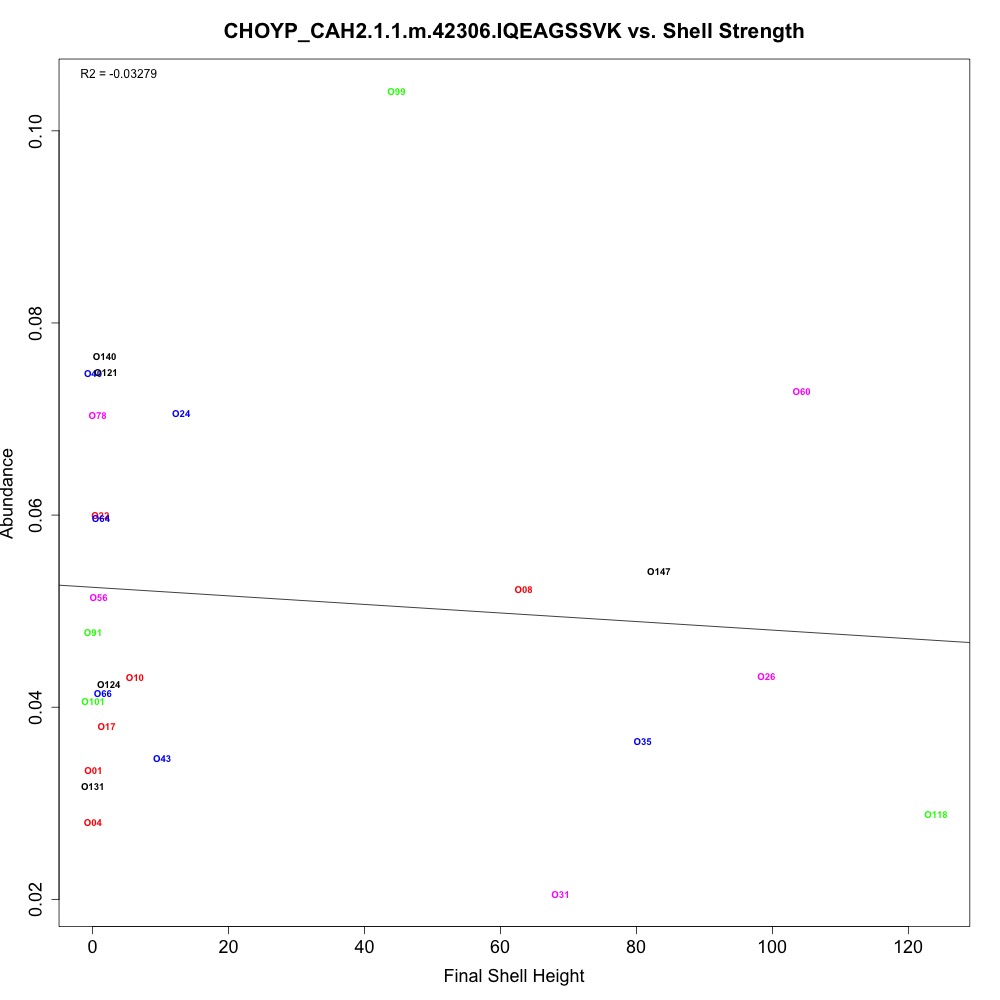 CHOYP_CAH2.1.1.m.42306.IQEAGSSVK vs. Shell Strength
R2 = -0.03279
O99
0.10
0.08
O140
O121
O60
O78
O24
Abundance
0.06
O64
O147
O08
O56
O91
O10
O26
O124
O66
O101
0.04
O17
O35
O43
O01
O131
O118
O04
O31
0.02
0 20 40 60 80 100 120
Final Shell Height